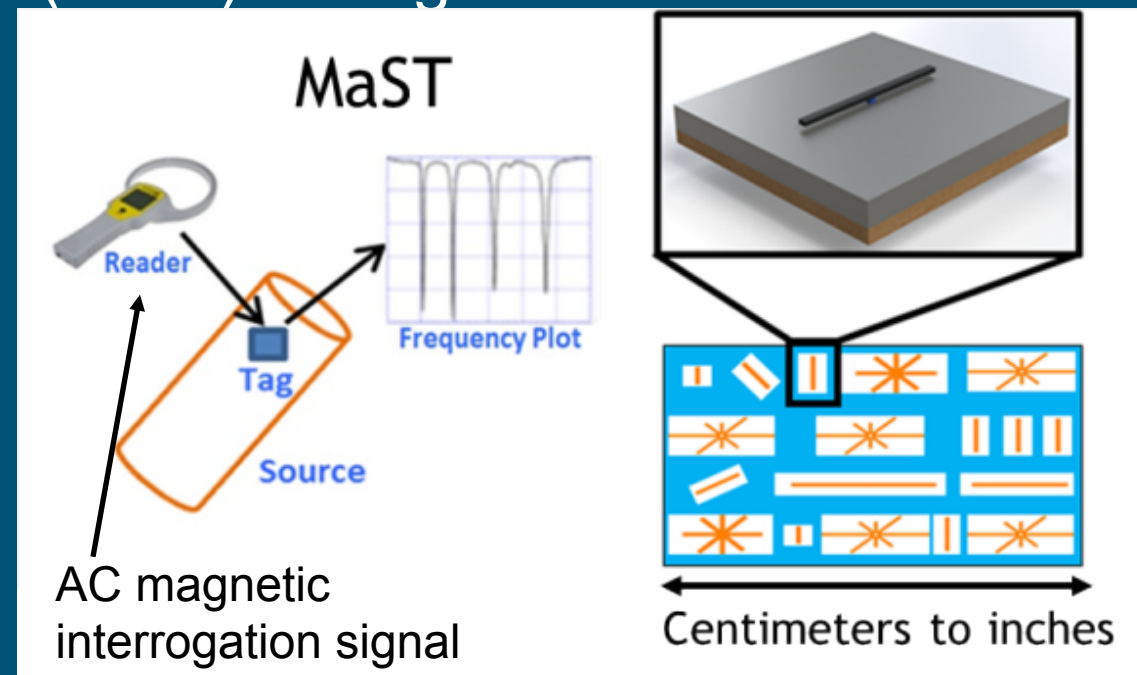 MaST
Reader
Tag
Source
Frequency Plot
AC magnetic
interrogation signal
Centimeters to inches